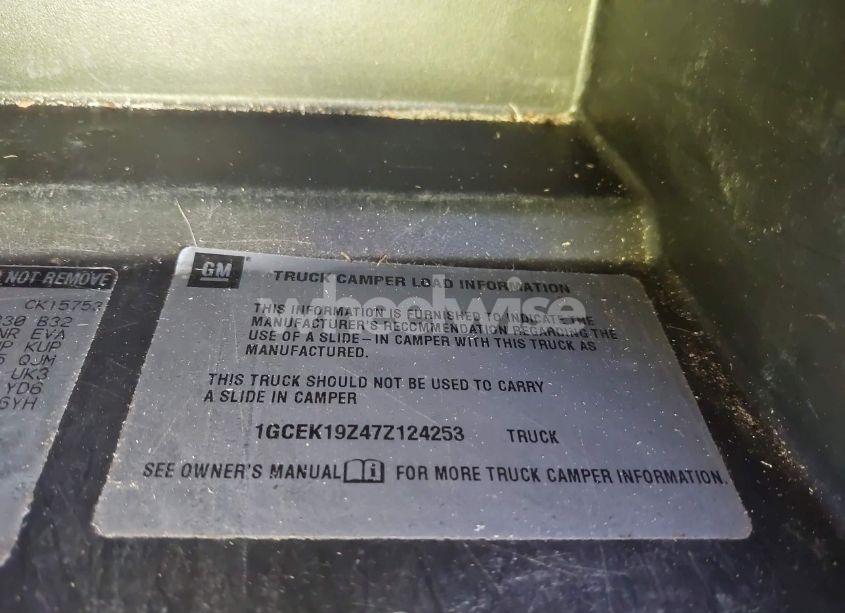 NOT REMOVE
CK15753
B32
EVA
KUP
QJM
UK3
YD6
GYH
GM
TRUCK CAMPER LOAD INFORMATION
THIS INFORMATION IS FURNISHED TO INDICATE THE
MANUFACTURER'S RECOMMENDATION REGARDING THE
USE OF A SLIDE-IN CAMPER WITH THIS TRUCK AS
MANUFACTURED.
THIS TRUCK SHOULD NOT BE USED TO CARRY
A SLIDE IN CAMPER
1GCEK19Z47Z124253 TRUCK
SEE OWNER'S MANUAL FOR MORE TRUCK CAMPER INFORMATION.
wheelwise